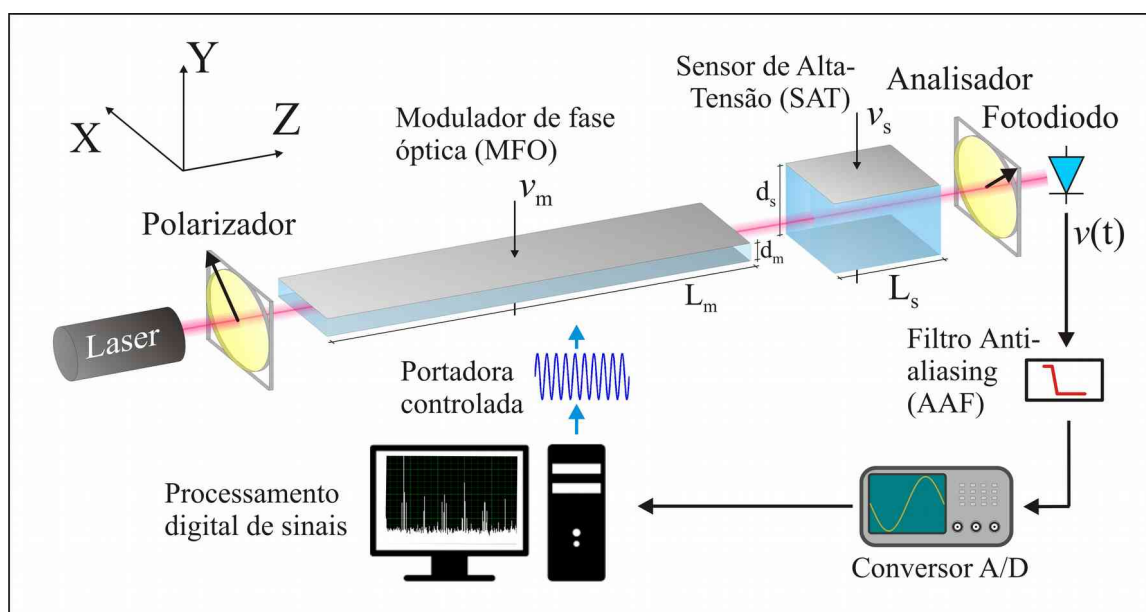 Y
X
Z
Polarizador
Laser
Modulador de fase
óptica (MFO)
v_m
d_m
L_m
Sensor de Alta-
Tensão (SAT)
v_s
d_s
L_s
Analisador
Fotodiodo
v(t)
Filtro Anti-
aliasing
(AAF)
Conversor A/D
Portadora
controlada
Processamento
digital de sinais